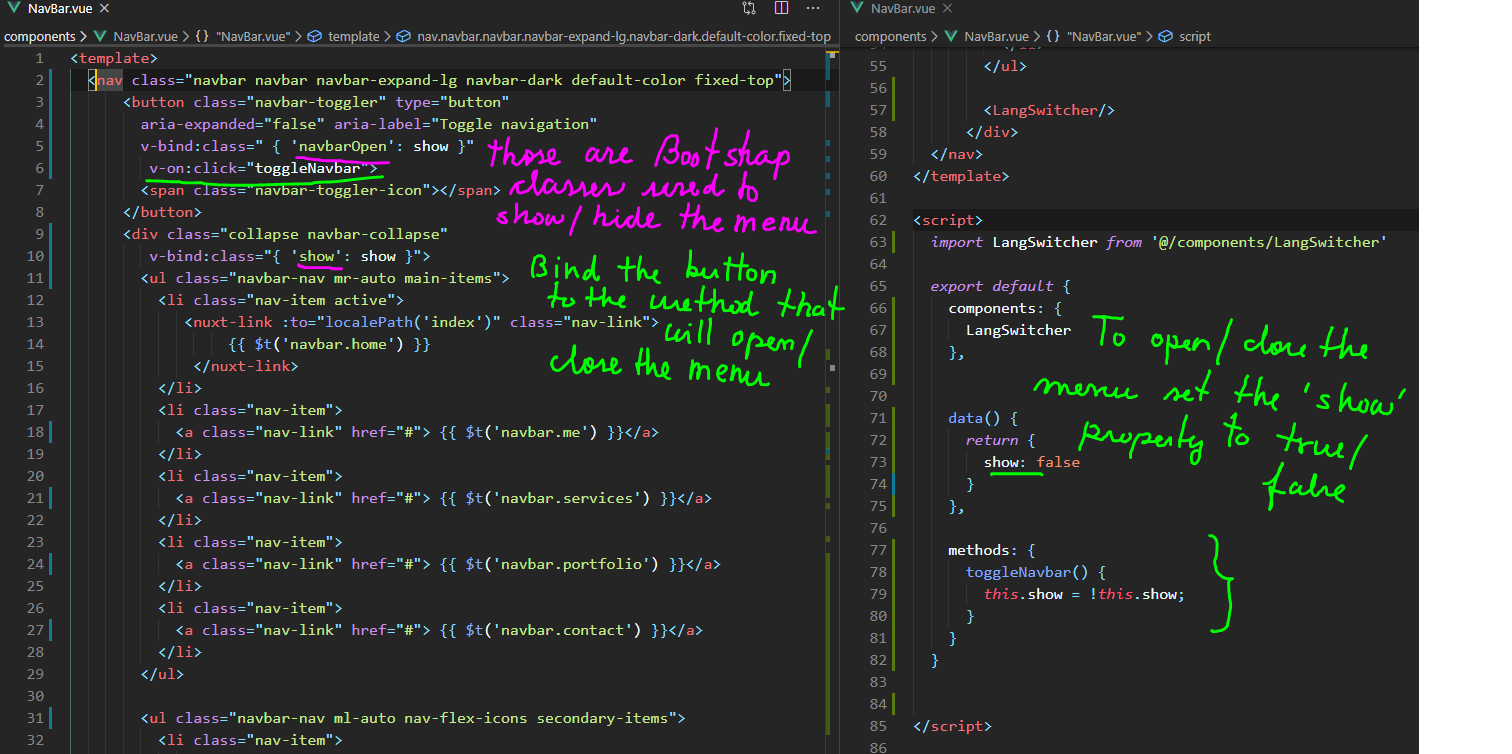 NavBar.vue
components > NavBar.vue > {} "NavBar.vue" > template > nav.navbar.navbar.navbar-expand-lg.navbar-dark.default-color.fixed-top
1 <template>
2 <nav class="navbar navbar navbar-expand-lg navbar-dark default-color fixed-top">
3 <button class="navbar-toggler" type="button"
4 aria-expanded="false" aria-label="Toggle navigation"
5 v-bind:class=" { 'navbarOpen': show }"
6 v-on:click="toggleNavbar">
7 <span class="navbar-toggler-icon"></span>
8 </button>
9 <div class="collapse navbar-collapse"
10 v-bind:class="{ 'show': show }">
11 <ul class="navbar-nav mr-auto main-items">
12 <li class="nav-item active">
13 <nuxt-link :to="localePath('index')" class="nav-link">
14 {{ $t('navbar.home') }}
15 </nuxt-link>
16 </li>
17 <li class="nav-item">
18 <a class="nav-link" href="#"> {{ $t('navbar.me') }}</a>
19 </li>
20 <li class="nav-item">
21 <a class="nav-link" href="#"> {{ $t('navbar.services') }}</a>
22 </li>
23 <li class="nav-item">
24 <a class="nav-link" href="#"> {{ $t('navbar.portfolio') }}</a>
25 </li>
26 <li class="nav-item">
27 <a class="nav-link" href="#"> {{ $t('navbar.contact') }}</a>
28 </li>
29 </ul>
30
31 <ul class="navbar-nav ml-auto nav-flex-icons secondary-items">
32 <li class="nav-item">
those are Bootstrap
classes used to
show/hide the menu
Bind the button
to the method that
will open/
close the menu
NavBar.vue
components > NavBar.vue > {} "NavBar.vue" > script
55 </ul>
56
57 <LangSwitcher/>
58 </div>
59 </nav>
60 </template>
61
62 <script>
63 import LangSwitcher from '@/components/LangSwitcher'
64
65 export default {
66 components: {
67 LangSwitcher
68 },
69
70
71 data() {
72 return {
73 show: false
74 }
75 },
76
77 methods: {
78 toggleNavbar() {
79 this.show = !this.show;
80 }
81 }
82 }
83
84
85 </script>
86
To open/close the
menu set the 'show'
property to true/
false